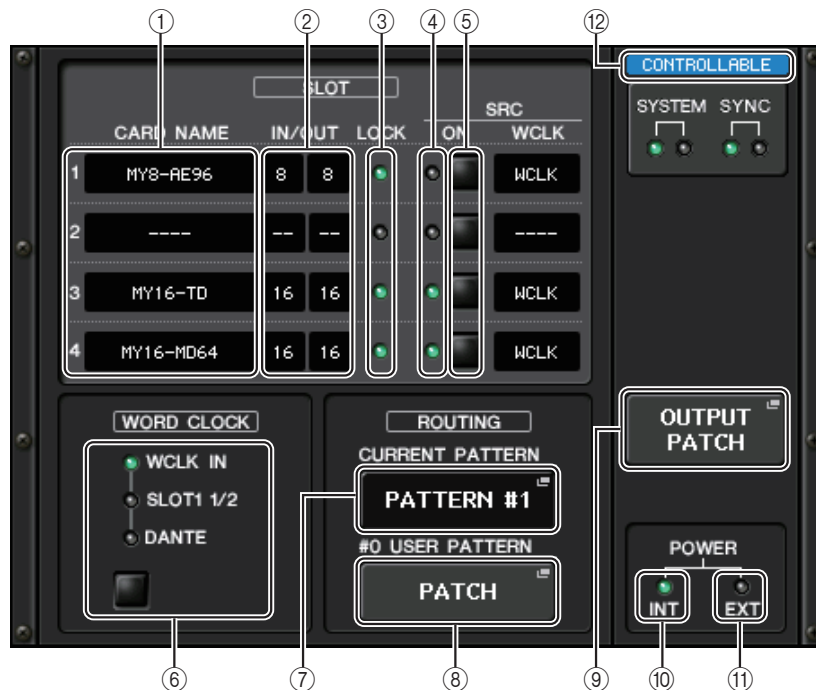 ① ② ③ ④ ⑤ ⑫
SLOT
CONTROLLABLE
SRC
SYSTEM SYNC
CARD NAME IN/OUT LOCK ON WCLK
1 MY8-AE96 8 8 WCLK
2 ---- -- -- ----
3 MY16-TD 16 16 WCLK
4 MY16-MD64 16 16 WCLK
WORD CLOCK
WCLK IN
SLOT1 1/2
DANTE
ROUTING
CURRENT PATTERN
PATTERN #1
#0 USER PATTERN
PATCH
OUTPUT
PATCH
POWER
INT EXT
⑥ ⑦ ⑧ ⑨ ⑩ ⑪